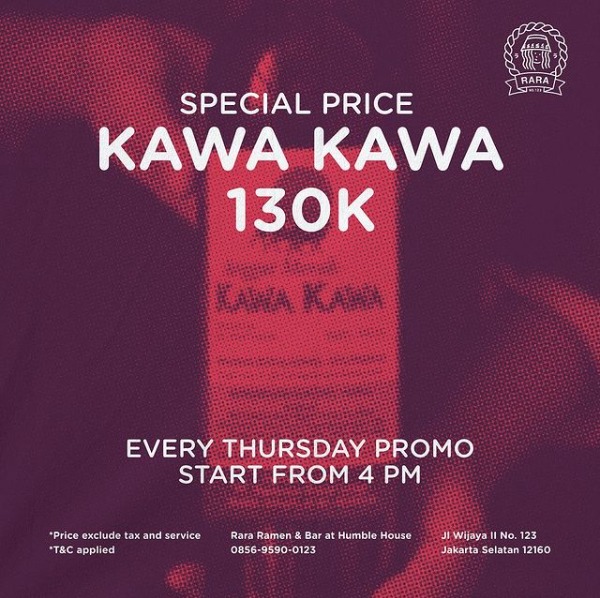 RARA
SPECIAL PRICE
KAWA KAWA
130K
Anggur Merah
KAWA KAWA
EVERY THURSDAY PROMO
START FROM 4 PM
*Price exclude tax and service
*T&C applied
Rara Ramen & Bar at Humble House
0856-9590-0123
Jl Wijaya II No. 123
Jakarta Selatan 12160